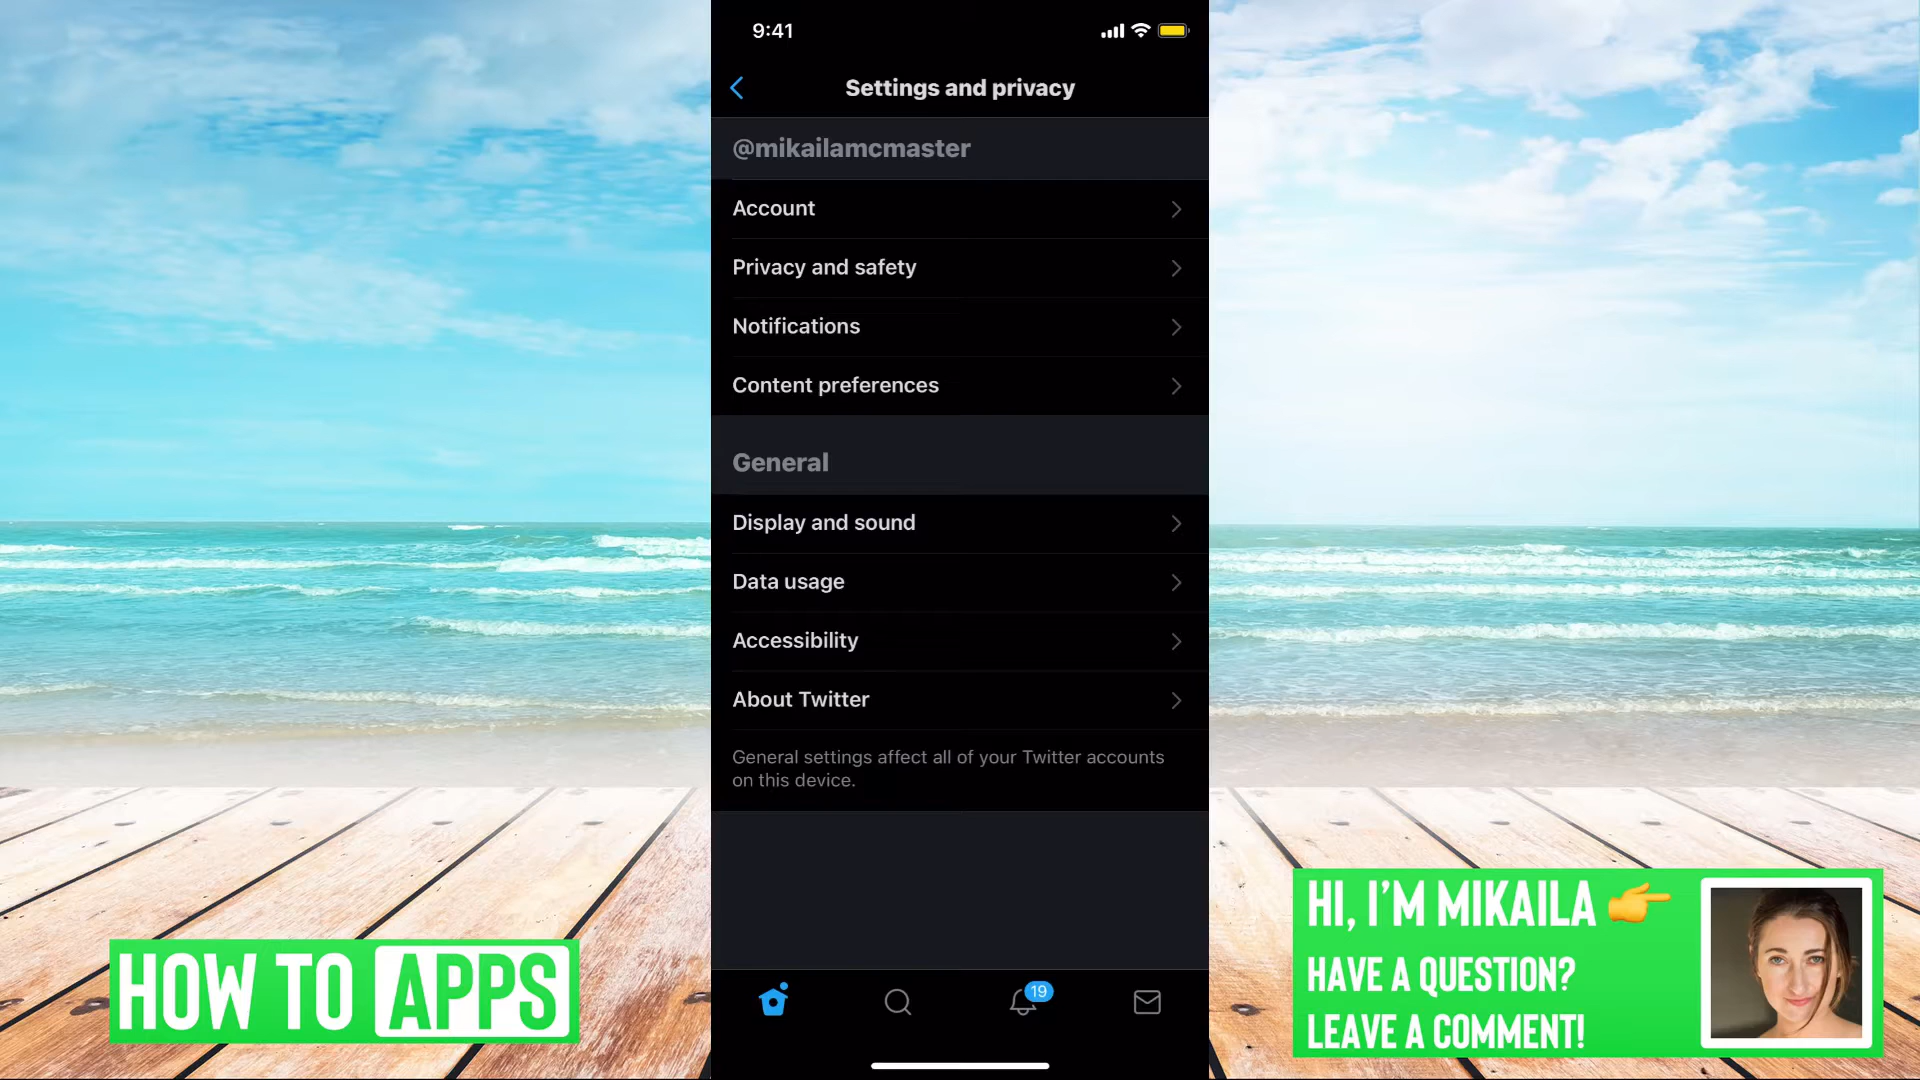 9:41
Settings and privacy
@mikailamcmaster
Account
Privacy and safety
Notifications
Content preferences
General
Display and sound
Data usage
Accessibility
About Twitter
General settings affect all of your Twitter accounts
on this device.
19
HOW TO APPS
HI, I'M MIKAILA 👉
HAVE A QUESTION?
LEAVE A COMMENT!